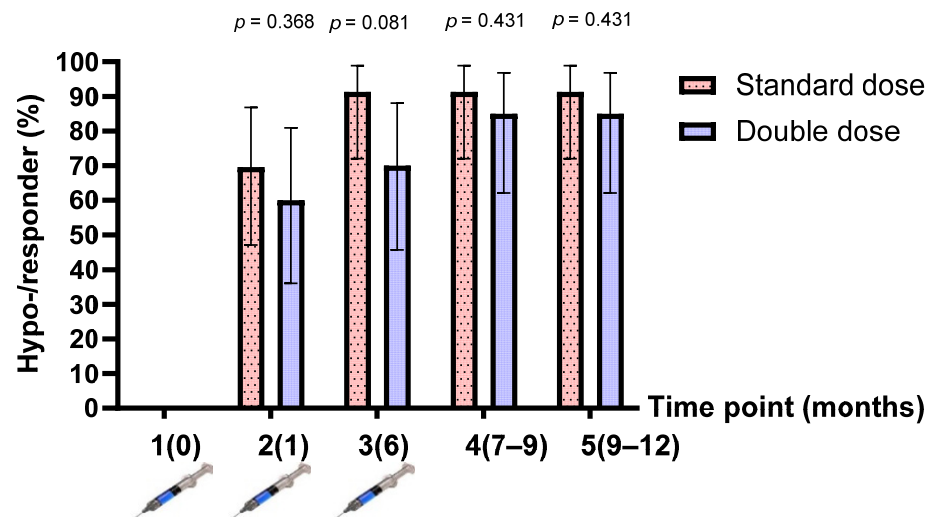 p = 0.368 p = 0.081 p = 0.431 p = 0.431
Hypo-/responder (%)
100
90
80
70
60
50
40
30
20
10
0
Standard dose
Double dose
Time point (months)
1(0) 2(1) 3(6) 4(7–9) 5(9–12)